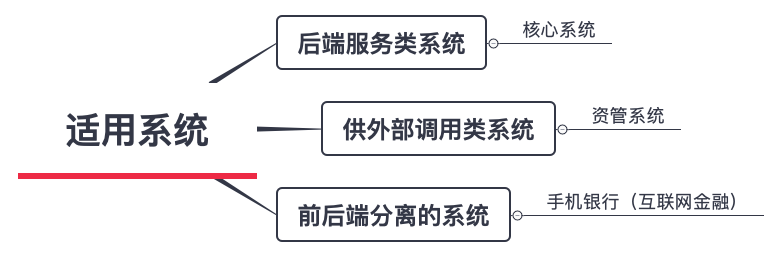 适用系统
后端服务类系统
核心系统
供外部调用类系统
资管系统
前后端分离的系统
手机银行（互联网金融）